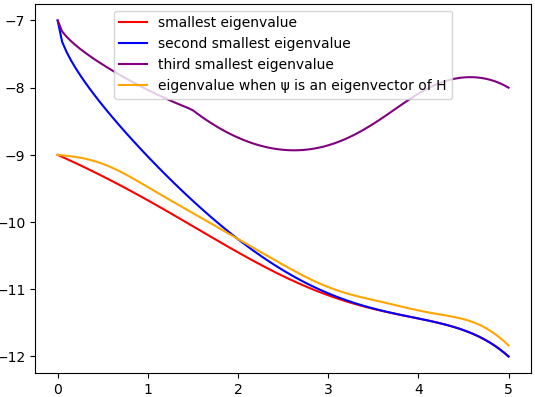 smallest eigenvalue
second smallest eigenvalue
third smallest eigenvalue
eigenvalue when ψ is an eigenvector of H
−7
−8
−9
−10
−11
−12
0 1 2 3 4 5